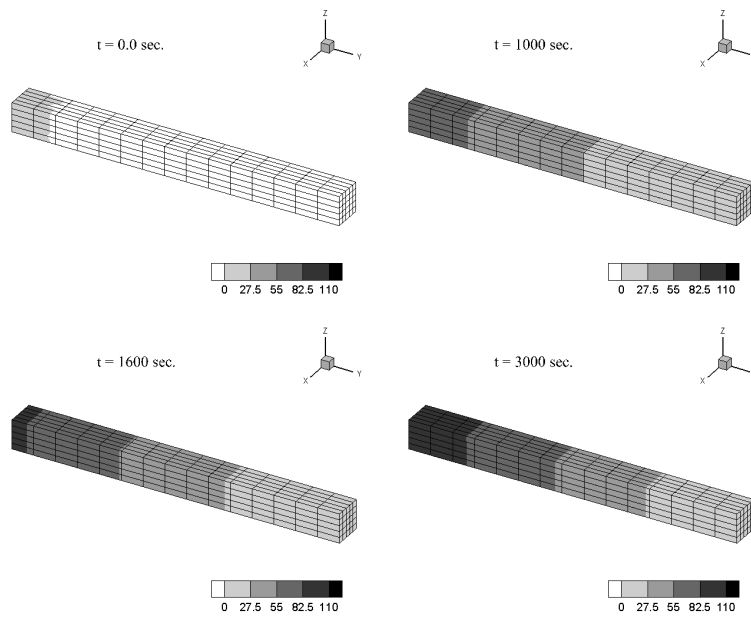 Z
t = 0.0 sec.
X Y
0 27.5 55 82.5 110
Z
t = 1000 sec.
X
0 27.5 55 82.5 110
Z
t = 1600 sec.
X Y
0 27.5 55 82.5 110
Z
t = 3000 sec.
X
0 27.5 55 82.5 110